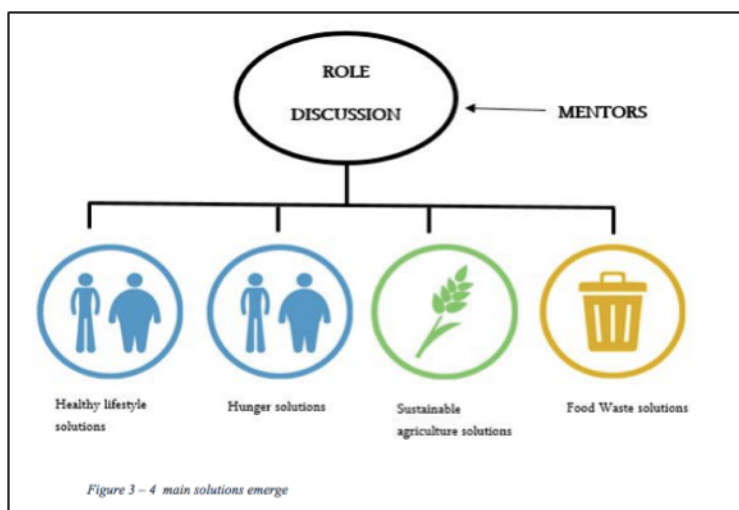 ROLE
DISCUSSION
MENTORS
Healthy lifestyle
solutions
Hunger solutions
Sustainable
agriculture solutions
Food Waste solutions
Figure 3 – 4 main solutions emerge